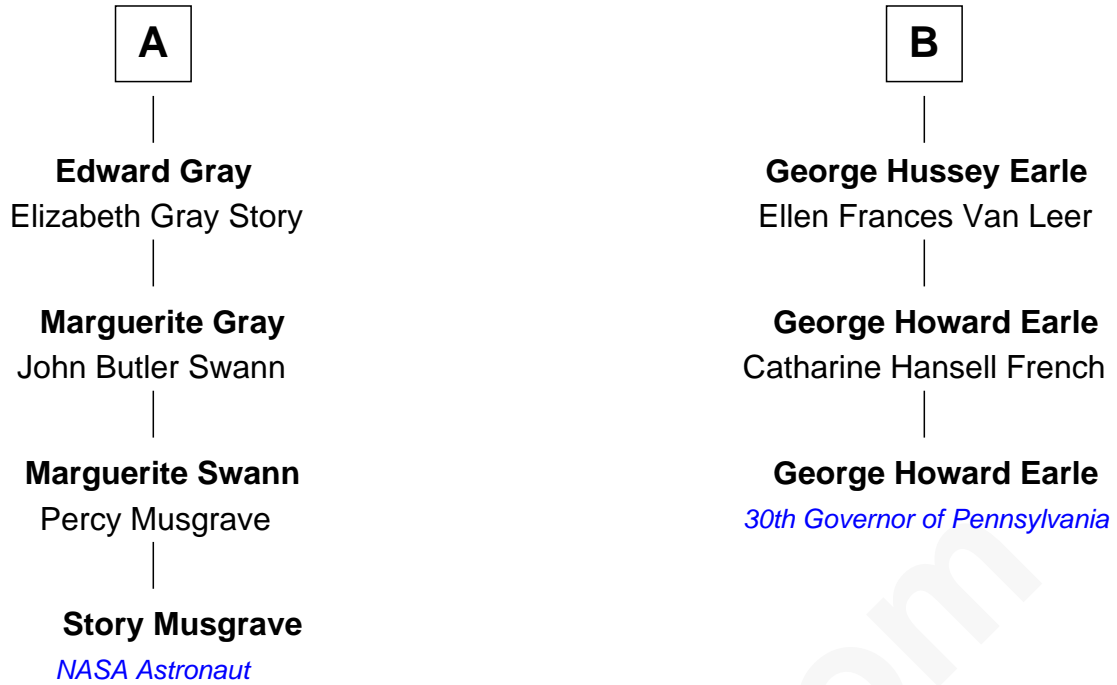 A
Edward Gray
Elizabeth Gray Story
Marguerite Gray
John Butler Swann
Marguerite Swann
Percy Musgrave
Story Musgrave
NASA Astronaut
B
George Hussey Earle
Ellen Frances Van Leer
George Howard Earle
Catharine Hansell French
George Howard Earle
30th Governor of Pennsylvania
om